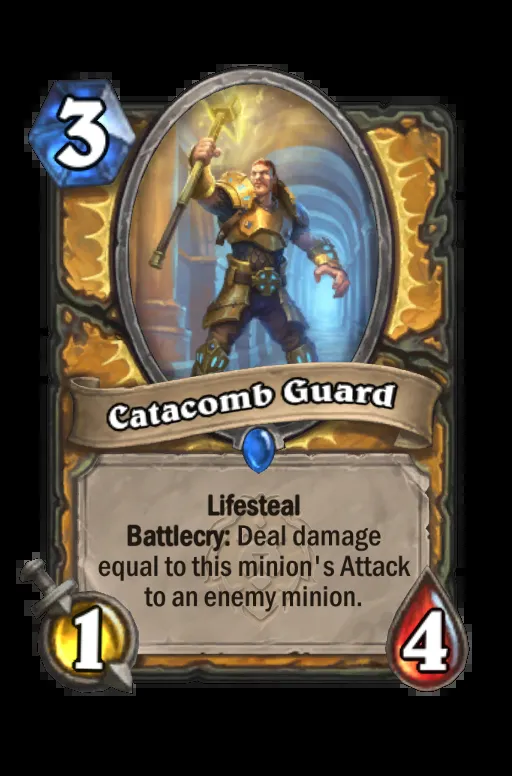 3
Catacomb Guard
Lifesteal
Battlecry: Deal damage
equal to this minion's Attack
to an enemy minion.
1
4